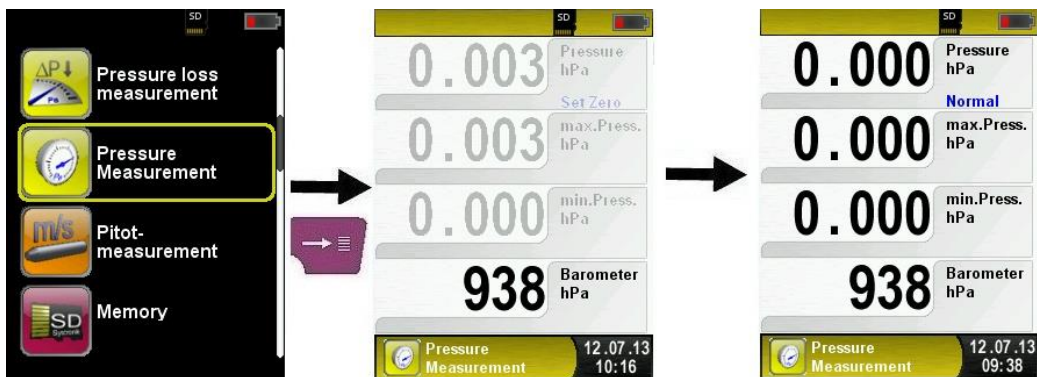 SD
ΔP↓
Pa
Pressure loss
measurement
Pressure
Measurement
m/s
Pitot-
measurement
SD
Systronik
Memory
SD
0.003 Pressure
hPa
Set Zero
0.003 max.Press.
hPa
0.000 min.Press.
hPa
938 Barometer
hPa
Pressure 12.07.13
Measurement 10:16
SD
0.000 Pressure
hPa
Normal
0.000 max.Press.
hPa
0.000 min.Press.
hPa
938 Barometer
hPa
Pressure 12.07.13
Measurement 09:38